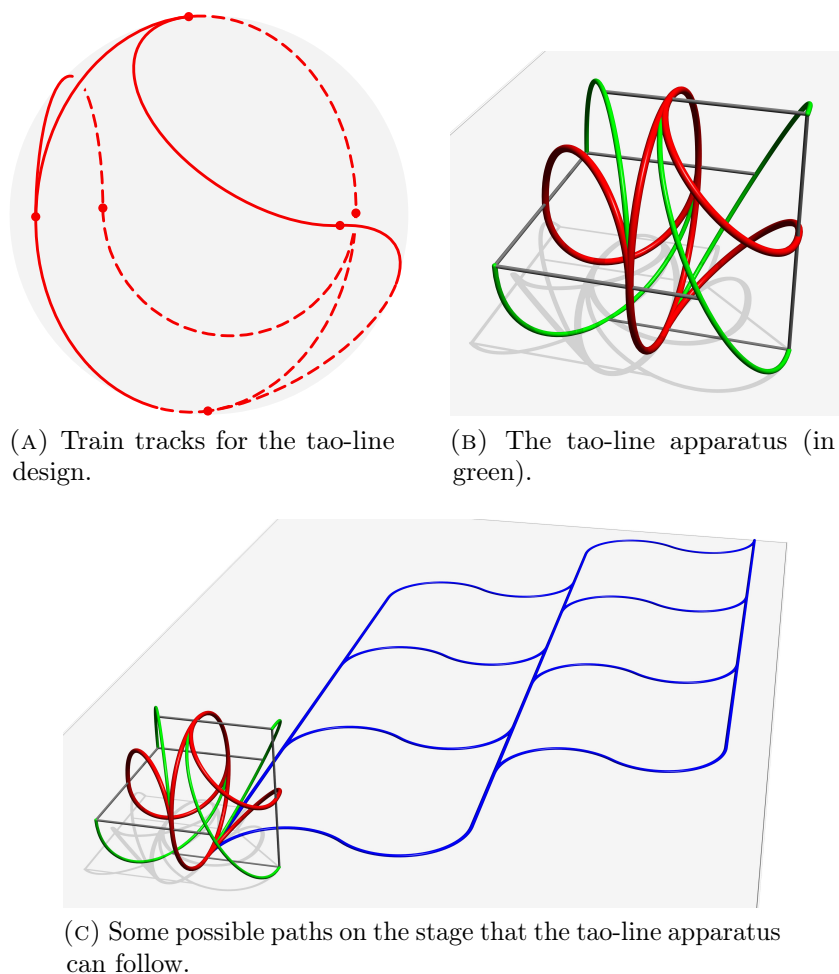 (A) Train tracks for the tao-line
design.
(B) The tao-line apparatus (in
green).
(C) Some possible paths on the stage that the tao-line apparatus
can follow.